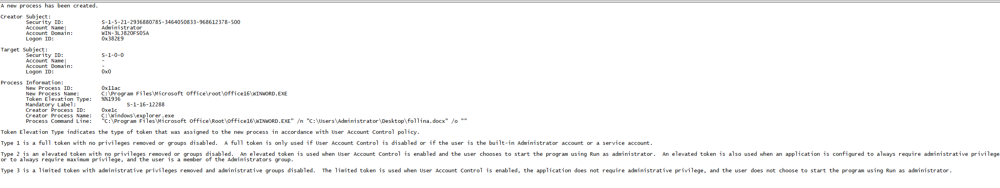 A new process has been created.
Creator Subject:
Security ID: S-1-5-21-2936880785-3464050833-968612378-500
Account Name: Administrator
Account Domain: WIN-3LJ820FSO5A
Logon ID: 0x382E9
Target Subject:
Security ID: S-1-0-0
Account Name: -
Account Domain: -
Logon ID: 0x0
Process Information:
New Process ID: 0x11ac
New Process Name: C:\Program Files\Microsoft Office\root\Office16\WINWORD.EXE
Token Elevation Type: %%1936
Mandatory Label: S-1-16-12288
Creator Process ID: 0xe1c
Creator Process Name: C:\Windows\explorer.exe
Process Command Line: "C:\Program Files\Microsoft Office\Root\Office16\WINWORD.EXE" /n "C:\Users\Administrator\Desktop\follina.docx" /o ""
Token Elevation Type indicates the type of token that was assigned to the new process in accordance with User Account Control policy.
Type 1 is a full token with no privileges removed or groups disabled.  A full token is only used if User Account Control is disabled or if the user is the built-in Administrator account or a service account.
Type 2 is an elevated token with no privileges removed or groups disabled.  An elevated token is used when User Account Control is enabled and the user chooses to start the program using Run as administrator.  An elevated token is also used when an application is configured to always require administrative privilege
or to always require maximum privilege, and the user is a member of the Administrators group.
Type 3 is a limited token with administrative privileges removed and administrative groups disabled.  The limited token is used when User Account Control is enabled, the application does not require administrative privilege, and the user does not choose to start the program using Run as administrator.